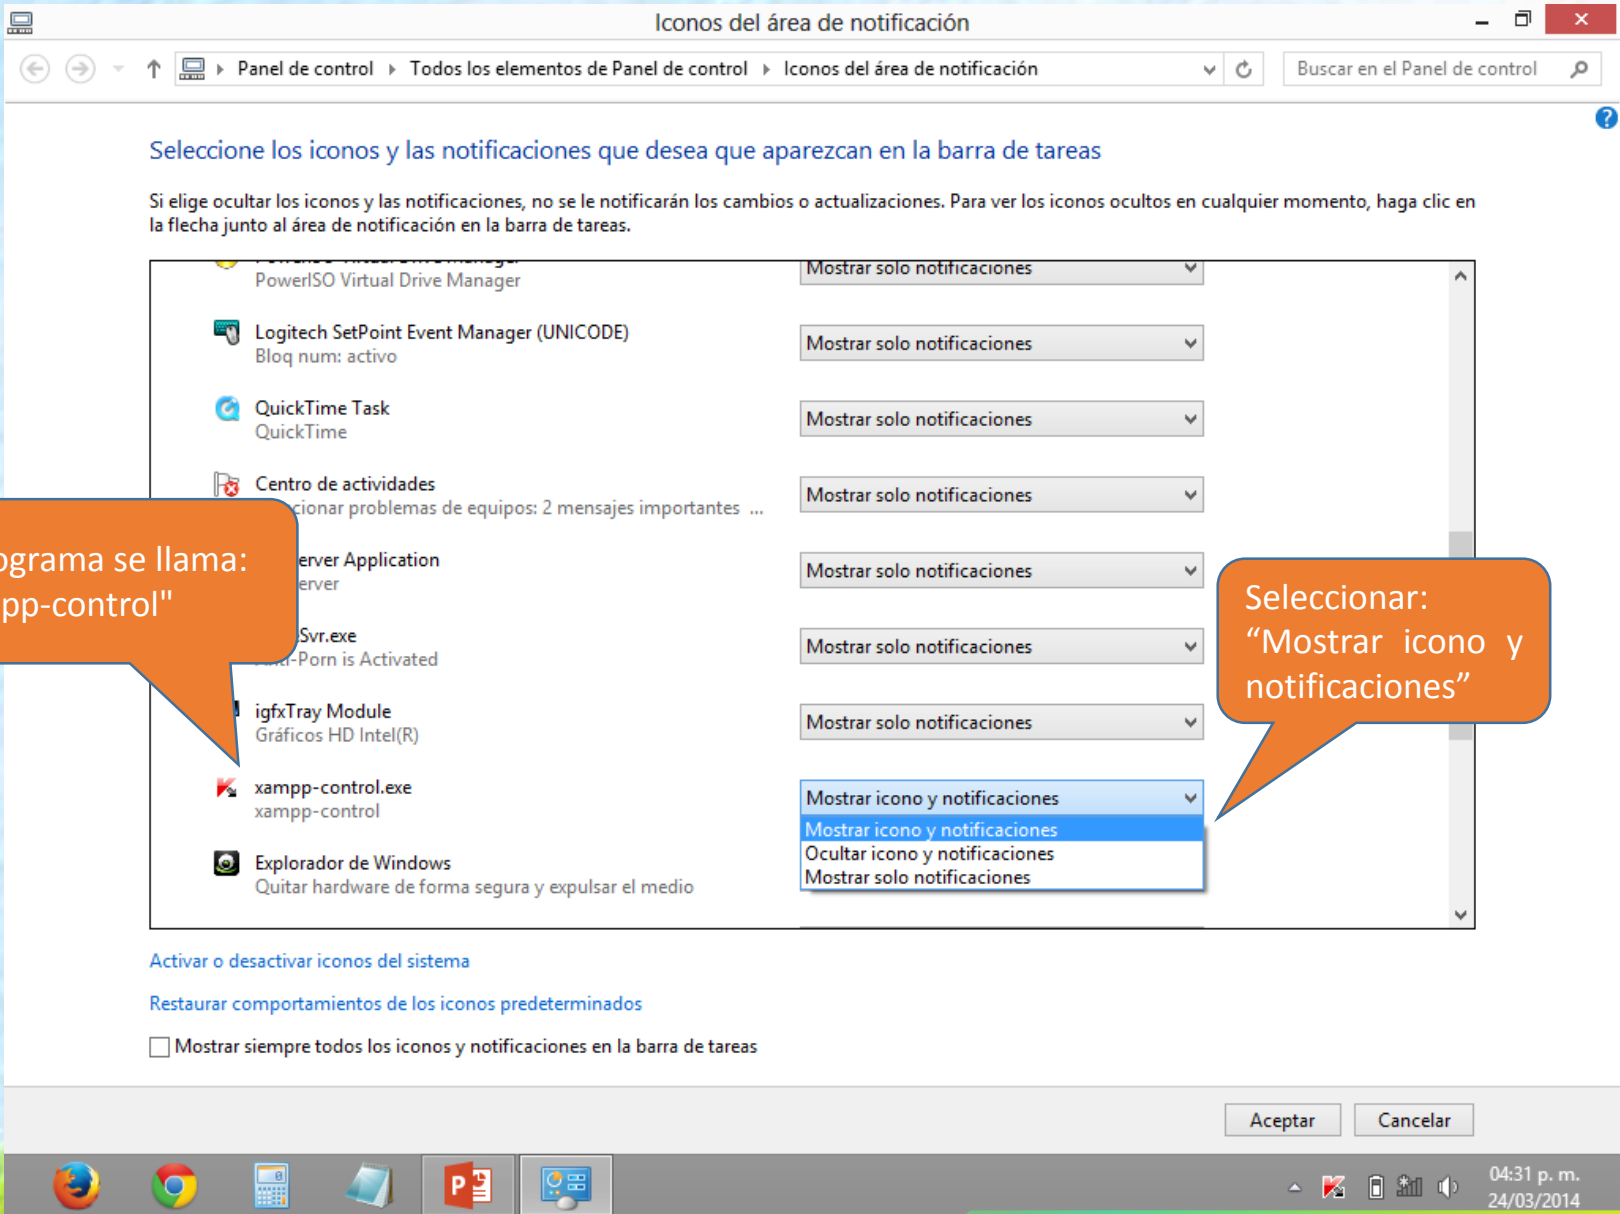 Iconos del área de notificación
Panel de control Todos los elementos de Panel de control Iconos del área de notificación
Buscar en el Panel de control
Seleccione los iconos y las notificaciones que desea que aparezcan en la barra de tareas
Si elige ocultar los iconos y las notificaciones, no se le notificarán los cambios o actualizaciones. Para ver los iconos ocultos en cualquier momento, haga clic en
la flecha junto al área de notificación en la barra de tareas.
PowerISO Virtual Drive Manager
Mostrar solo notificaciones
Logitech SetPoint Event Manager (UNICODE)
Bloq num: activo
Mostrar solo notificaciones
QuickTime Task
QuickTime
Mostrar solo notificaciones
Centro de actividades
cionar problemas de equipos: 2 mensajes importantes ...
Mostrar solo notificaciones
ograma se llama:
pp-control"
erver Application
erver
Mostrar solo notificaciones
Svr.exe
Anti-Porn is Activated
Mostrar solo notificaciones
Seleccionar:
“Mostrar icono y
notificaciones”
igfxTray Module
Gráficos HD Intel(R)
Mostrar solo notificaciones
xampp-control.exe
xampp-control
Mostrar icono y notificaciones
Mostrar icono y notificaciones
Ocultar icono y notificaciones
Mostrar solo notificaciones
Explorador de Windows
Quitar hardware de forma segura y expulsar el medio
Activar o desactivar iconos del sistema
Restaurar comportamientos de los iconos predeterminados
Mostrar siempre todos los iconos y notificaciones en la barra de tareas
Aceptar
Cancelar
04:31 p. m.
24/03/2014